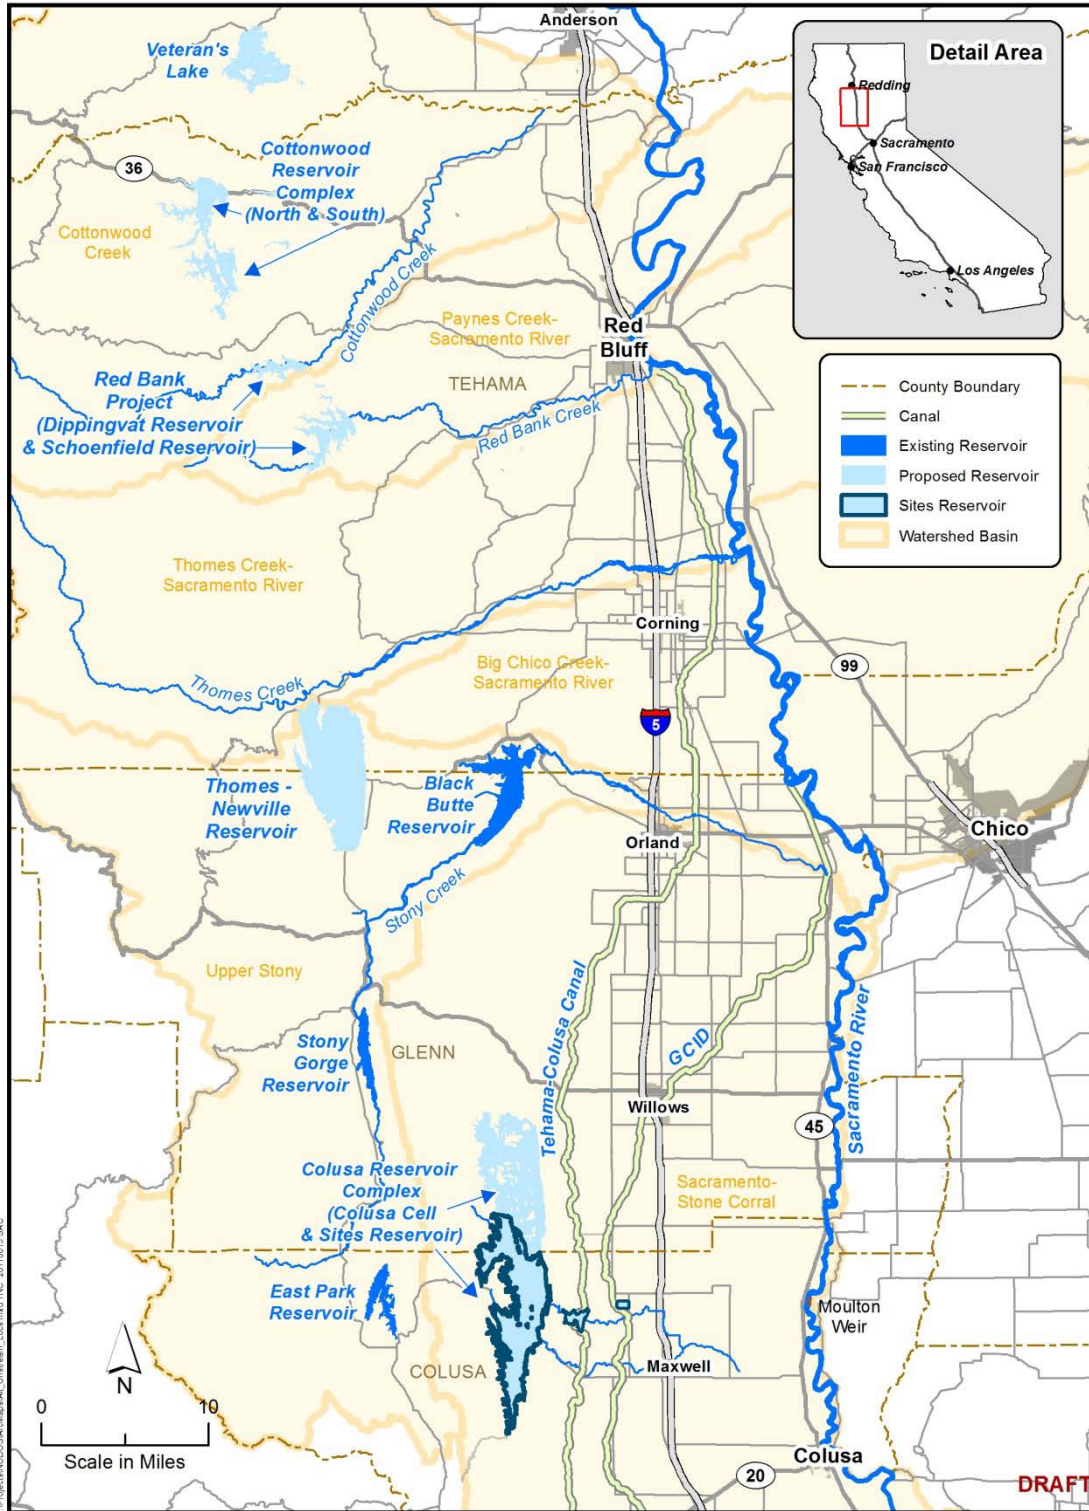 Anderson
Veteran's
Lake
Detail Area
Redding
Sacramento
San Francisco
Los Angeles
Cottonwood
Reservoir
Complex
(North & South)
36
Cottonwood
Creek
Cottonwood Creek
Paynes Creek-
Sacramento River
Red
Bluff
TEHAMA
Red Bank
Project
(Dippingvat Reservoir
& Schoenfield Reservoir)
Red Bank Creek
County Boundary
Canal
Existing Reservoir
Proposed Reservoir
Sites Reservoir
Watershed Basin
Thomes Creek-
Sacramento River
Corning
Big Chico Creek-
Sacramento River
99
Thomes Creek
5
Thomes -
Newville
Reservoir
Black
Butte
Reservoir
Orland
Chico
Stony Creek
Upper Stony
Tehama-Colusa Canal
GCID
Sacramento River
Stony
Gorge
Reservoir
GLENN
Willows
45
Colusa Reservoir
Complex
(Colusa Cell
& Sites Reservoir)
Sacramento-
Stone Corral
East Park
Reservoir
Moulton
Weir
COLUSA
Maxwell
N
0 10
Scale in Miles
Colusa
20
DRAFT